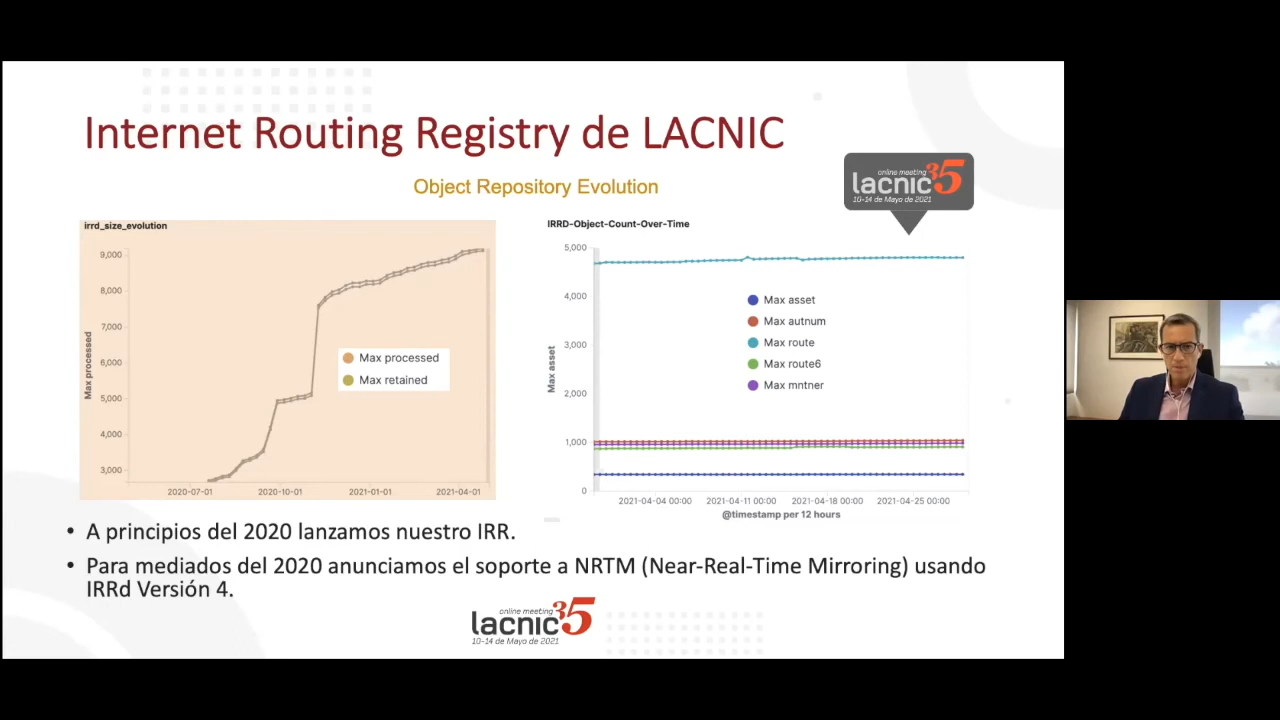 Internet Routing Registry de LACNIC
Object Repository Evolution
online meeting
lacnic35
10-14 de Mayo de 2021
irrd_size_evolution
9,000
8,000
7,000
6,000
5,000
4,000
3,000
Max processed
Max processed
Max retained
2020-07-01 2020-10-01 2021-01-01 2021-04-01
IRRD-Object-Count-Over-Time
5,000
4,000
3,000
2,000
1,000
0
Max asset
Max asset
Max autnum
Max route
Max route6
Max mntner
2021-04-04 00:00 2021-04-11 00:00 2021-04-18 00:00 2021-04-25 00:00
@timestamp per 12 hours
• A principios del 2020 lanzamos nuestro IRR.
• Para mediados del 2020 anunciamos el soporte a NRTM (Near-Real-Time Mirroring) usando
IRRd Versión 4.
online meeting
lacnic35
10-14 de Mayo de 2021